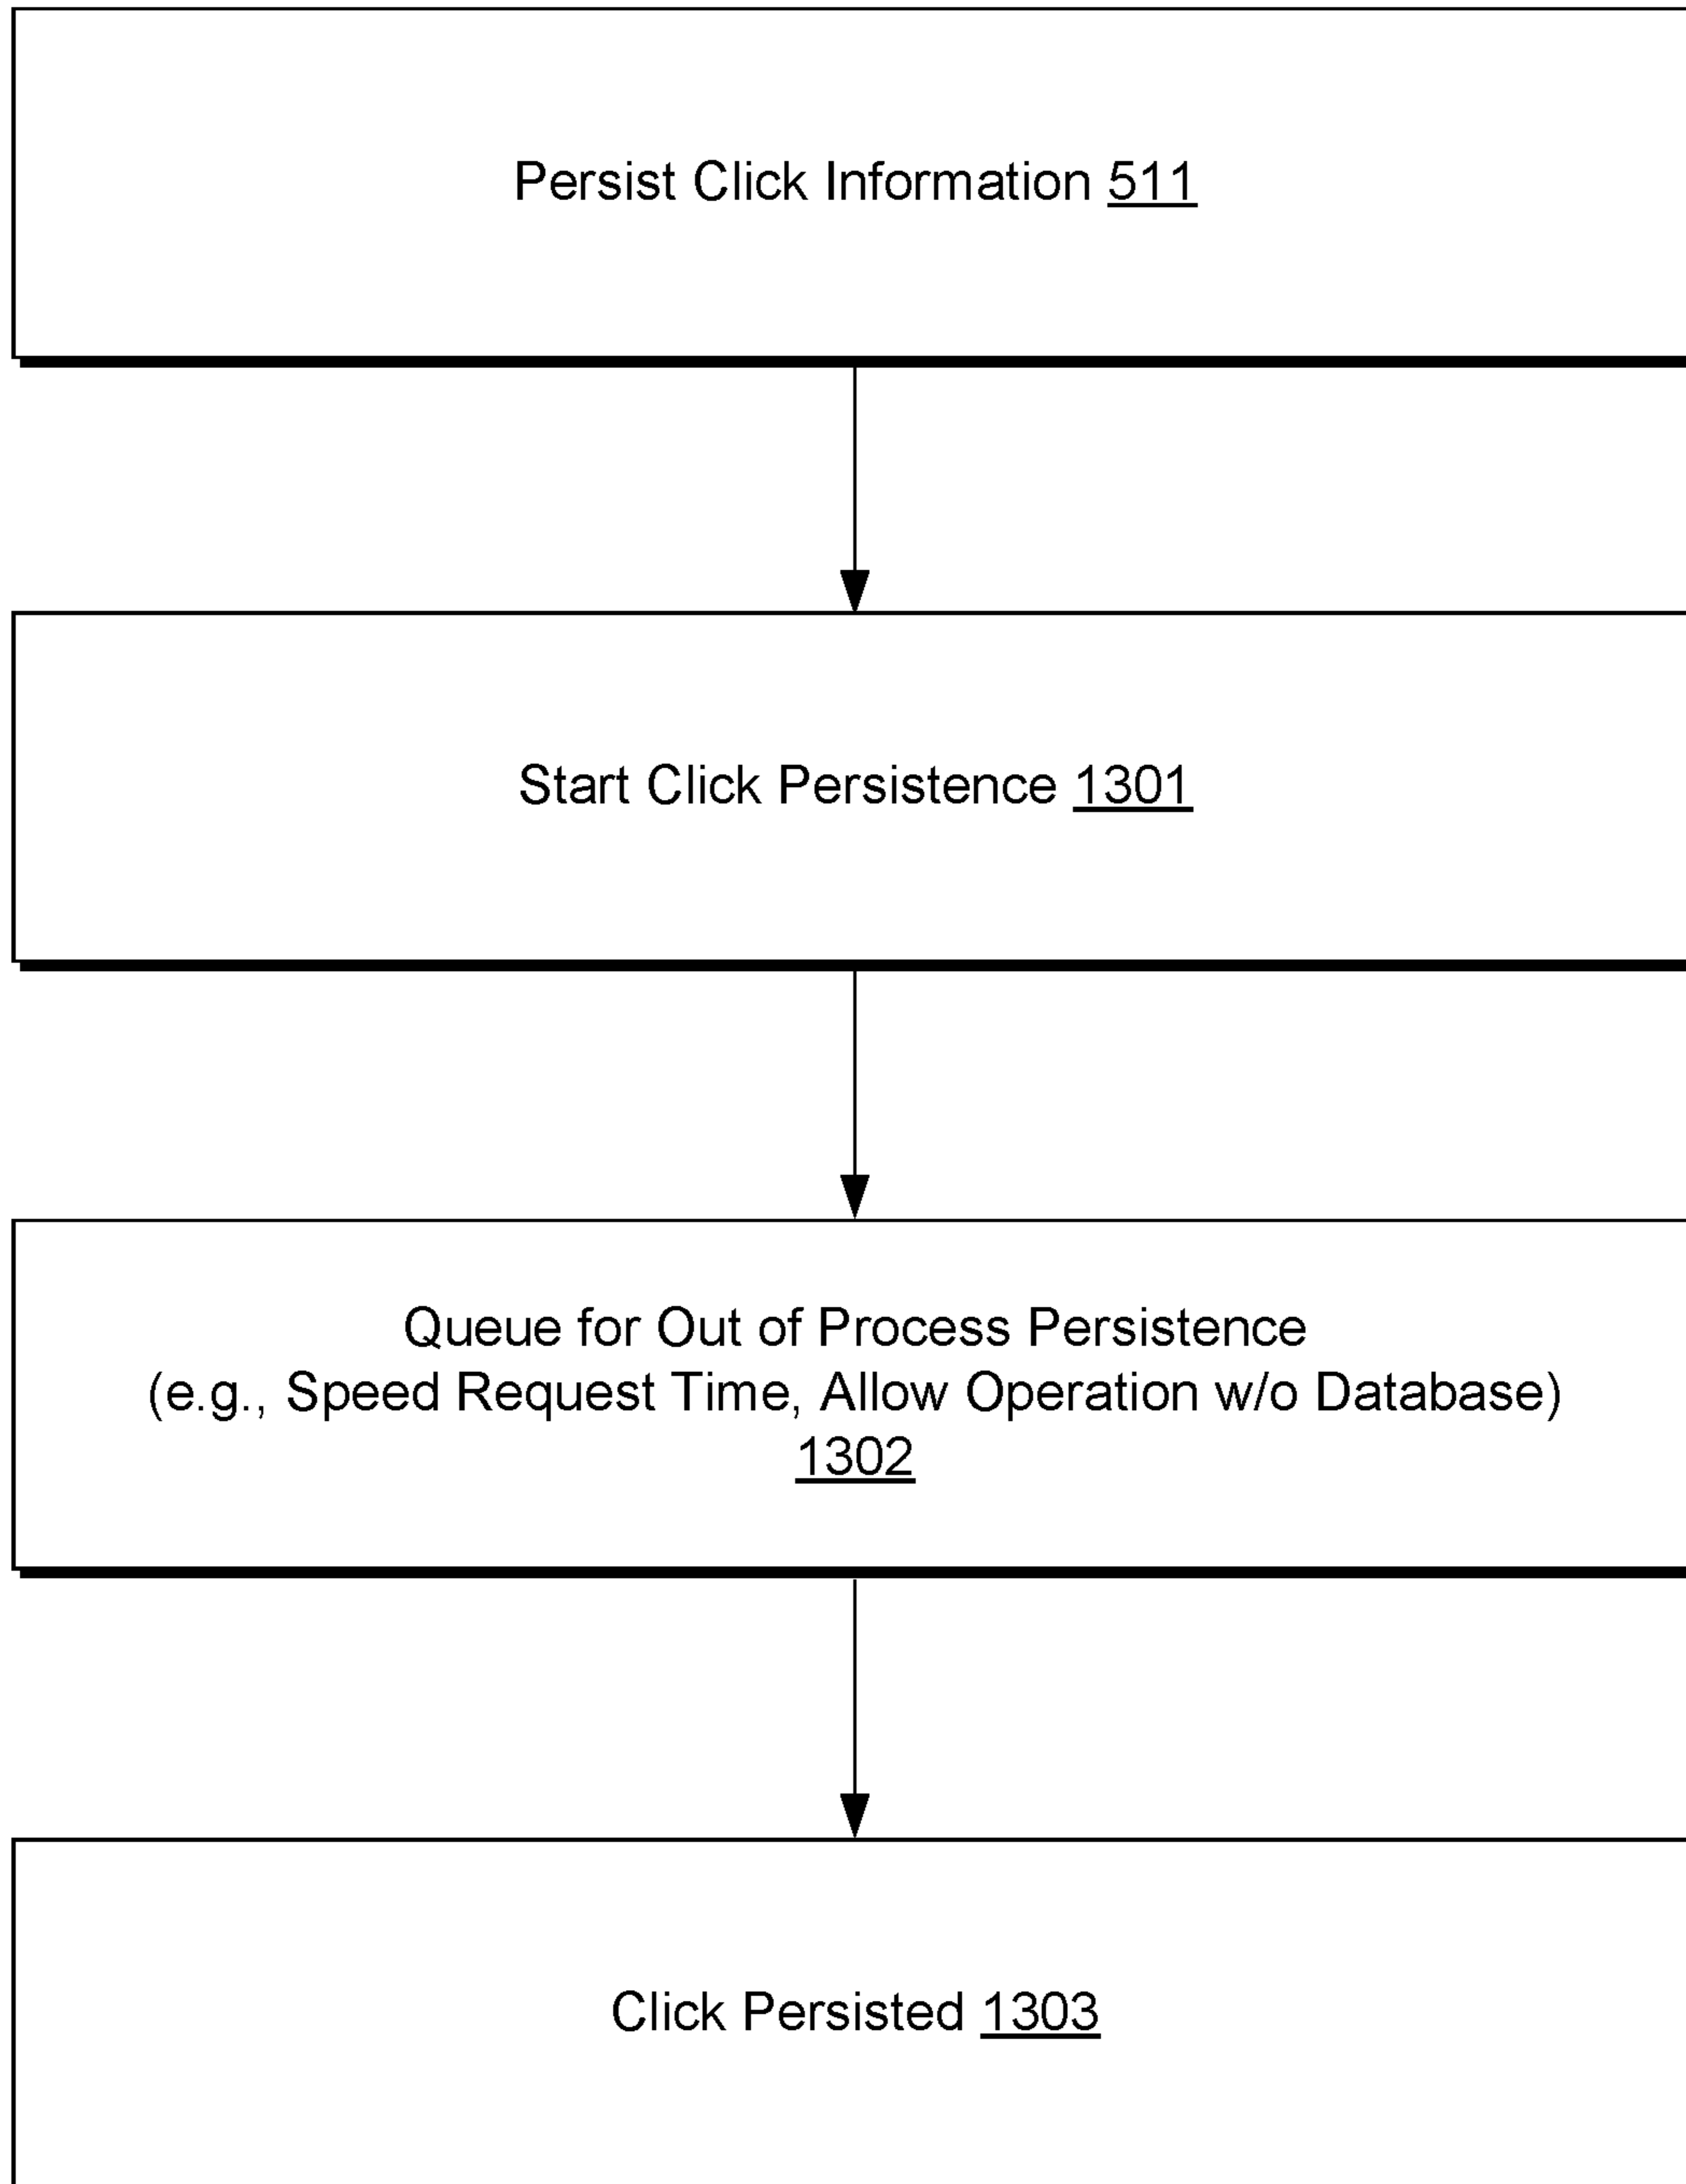 Persist Click Information 511
Start Click Persistence 1301
Queue for Out of Process Persistence
(e.g., Speed Request Time, Allow Operation w/o Database)
1302
Click Persisted 1303